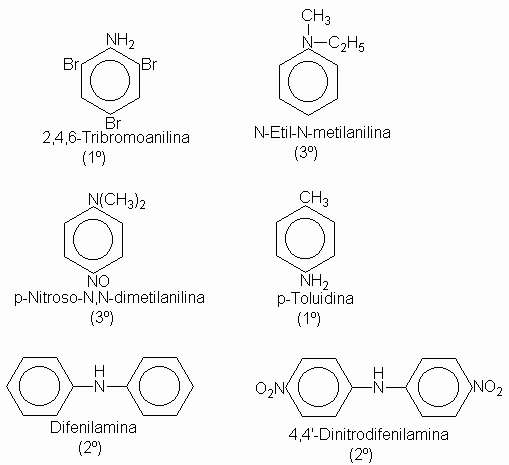 NH₂
Br Br
Br
2,4,6-Tribromoanilina
(1º)
CH₃
N–C₂H₅
N-Etil-N-metilanilina
(3º)
N(CH₃)₂
NO
p-Nitroso-N,N-dimetilanilina
(3º)
CH₃
NH₂
p-Toluidina
(1º)
H
N
Difenilamina
(2º)
H
O₂N N NO₂
4,4'-Dinitrodifenilamina
(2º)